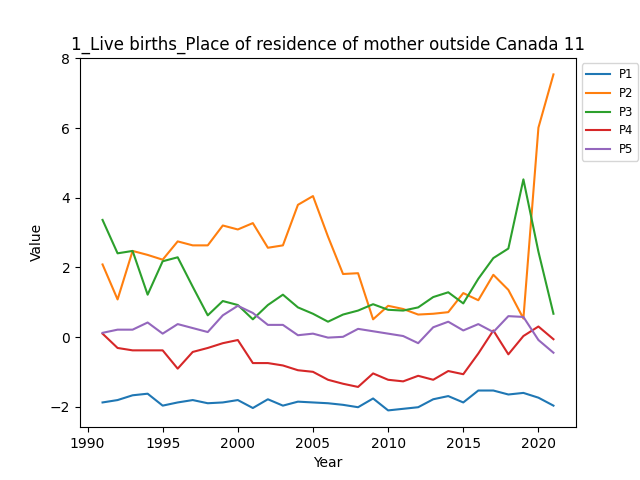 1_Live births_Place of residence of mother outside Canada 11
8
6
4
2
0
−2
Value
1990
1995
2000
2005
2010
2015
2020
Year
P1
P2
P3
P4
P5